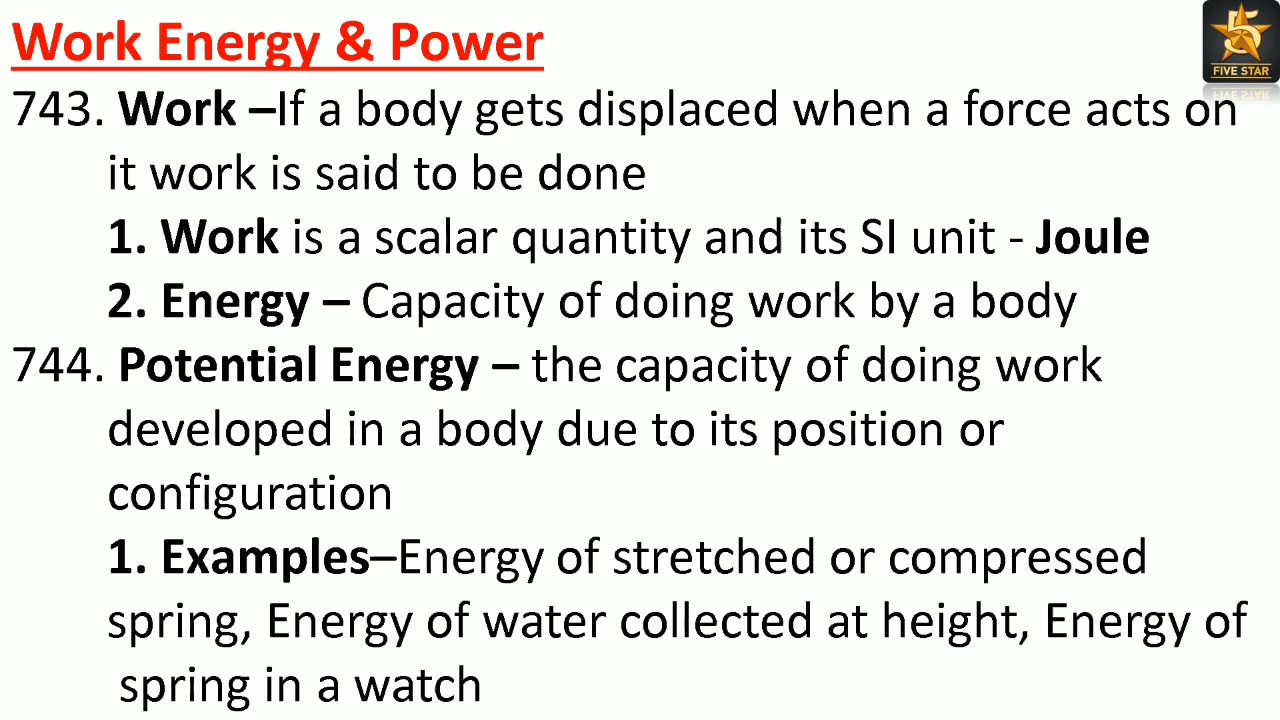 Work Energy & Power
5
FIVE STAR
743. Work –If a body gets displaced when a force acts on
it work is said to be done
1. Work is a scalar quantity and its SI unit - Joule
2. Energy – Capacity of doing work by a body
744. Potential Energy – the capacity of doing work
developed in a body due to its position or
configuration
1. Examples–Energy of stretched or compressed
spring, Energy of water collected at height, Energy of
spring in a watch